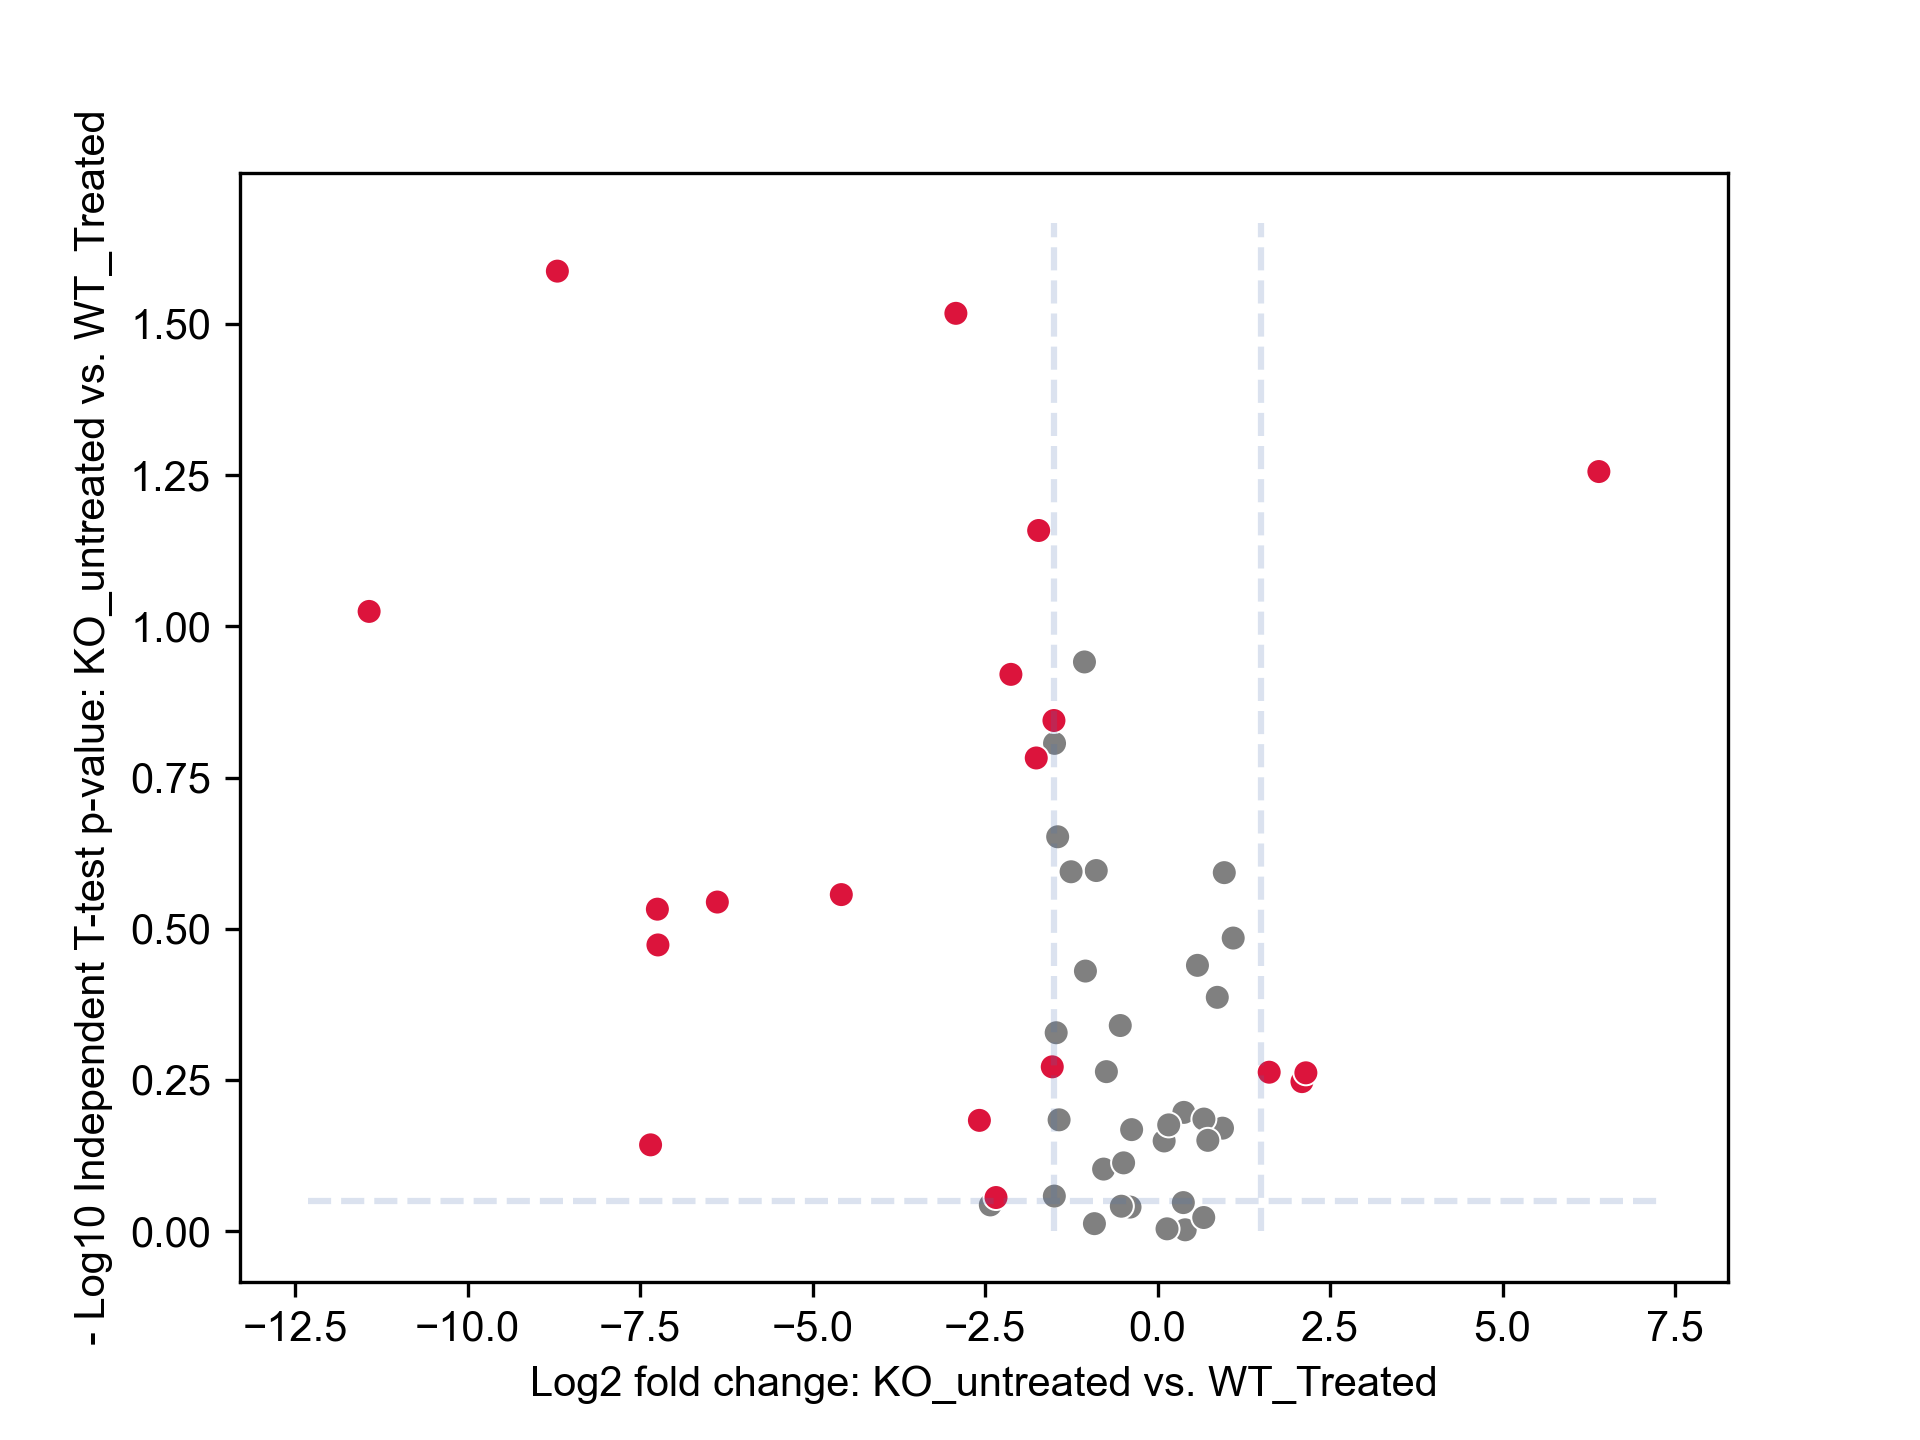 - Log10 Independent T-test p-value: KO_untreated vs. WT_Treated
1.50
1.25
1.00
0.75
0.50
0.25
0.00
−12.5 −10.0 −7.5 −5.0 −2.5 0.0 2.5 5.0 7.5
Log2 fold change: KO_untreated vs. WT_Treated